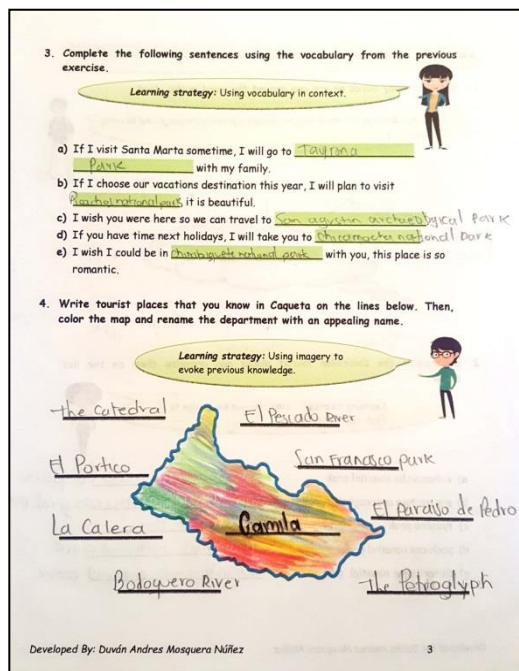 3. Complete the following sentences using the vocabulary from the previous
exercise.
Learning strategy: Using vocabulary in context.
a) If I visit Santa Marta sometime, I will go to Tayrona
Park with my family.
b) If I choose our vacations destination this year, I will plan to visit
national park, it is beautiful.
c) I wish you were here so we can travel to San agustin archaeological Park
d) If you have time next holidays, I will take you to chicamocha national Park
e) I wish I could be in chiribiquete national park with you, this place is so
romantic.
4. Write tourist places that you know in Caqueta on the lines below. Then,
color the map and rename the department with an appealing name.
Learning strategy: Using imagery to
evoke previous knowledge.
The Catedral
El Pescado River
El Portico
San Francisco Park
La Calera
Camila
El Paraiso de Pedro
Bodoquero River
The Petroglyph
Developed By: Duván Andres Mosquera Núñez 3